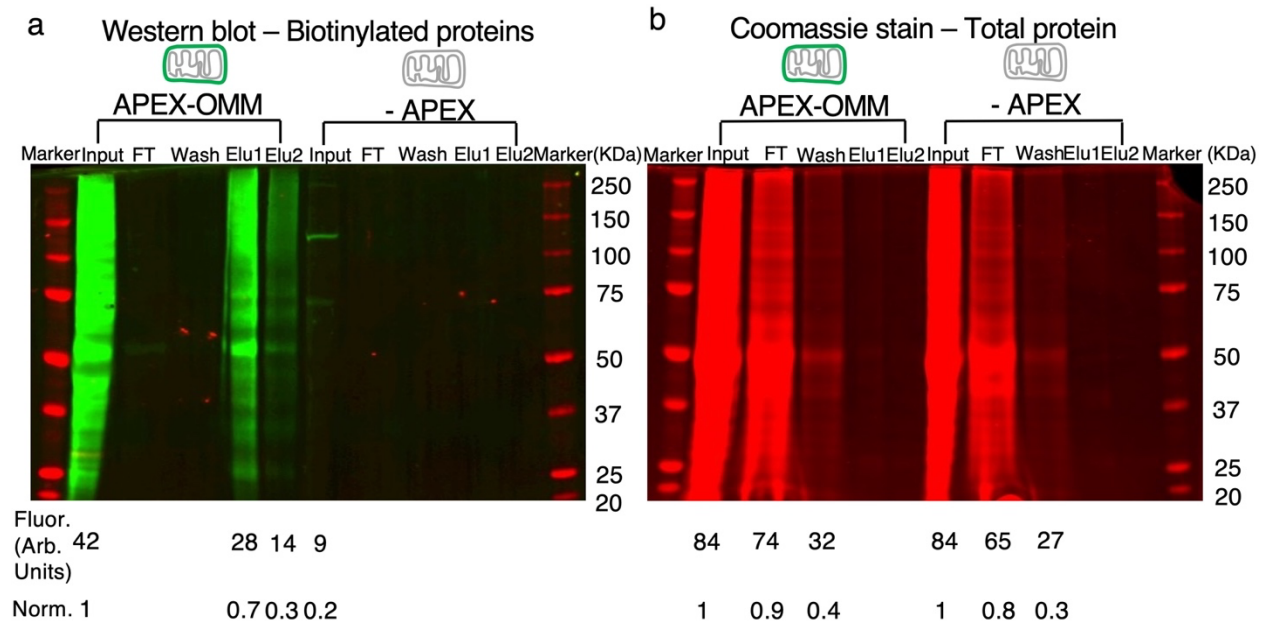 a
Western blot – Biotinylated proteins
APEX-OMM
- APEX
Marker Input FT Wash Elu1 Elu2 Input FT Wash Elu1 Elu2 Marker (KDa)
250
150
100
75
50
37
25
20
Fluor.
(Arb. 42 28 14 9
Units)
Norm. 1 0.7 0.3 0.2
b
Coomassie stain – Total protein
APEX-OMM
- APEX
Marker Input FT Wash Elu1 Elu2 Input FT Wash Elu1 Elu2 Marker (KDa)
250
150
100
75
50
37
25
20
84 74 32 84 65 27
1 0.9 0.4 1 0.8 0.3